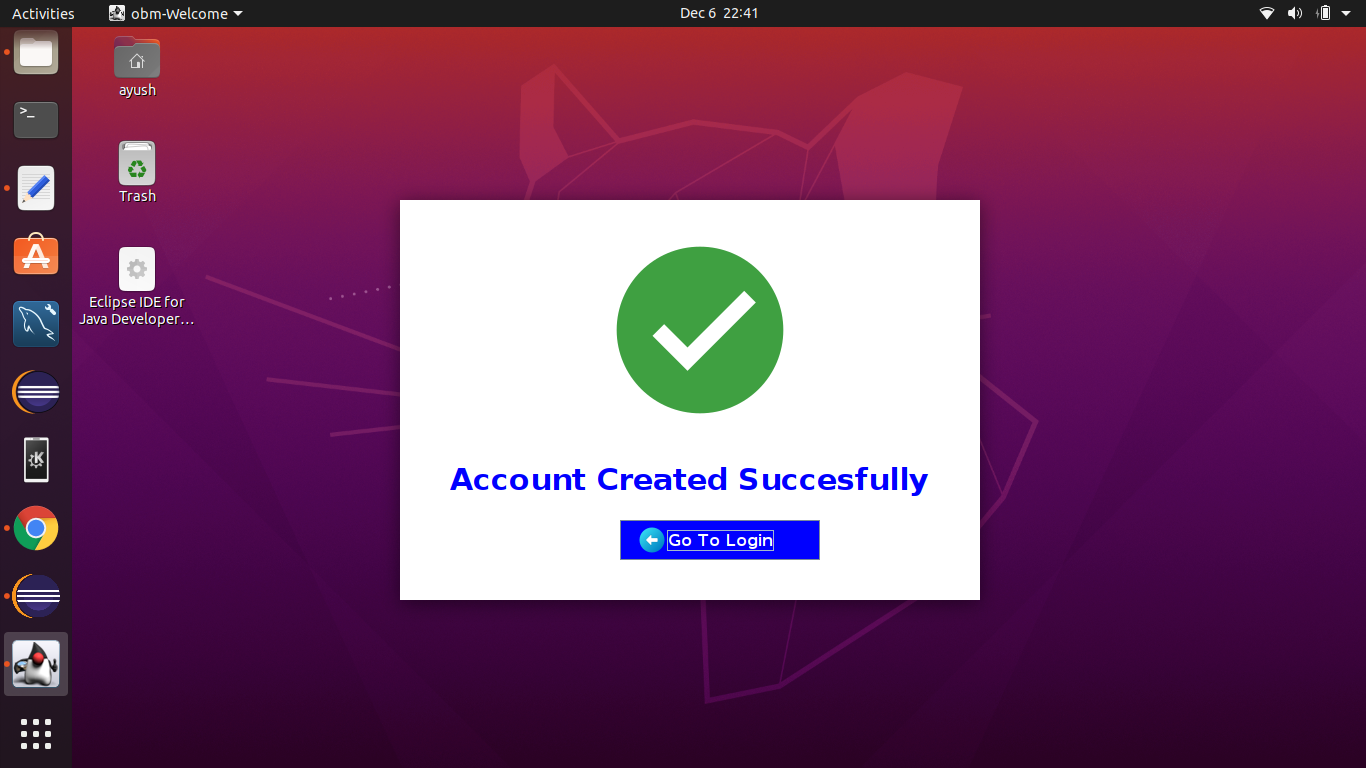 Activities
obm-Welcome
Dec 6 22:41
ayush
>_
Trash
Eclipse IDE for
Java Developer…
K
Account Created Succesfully
Go To Login